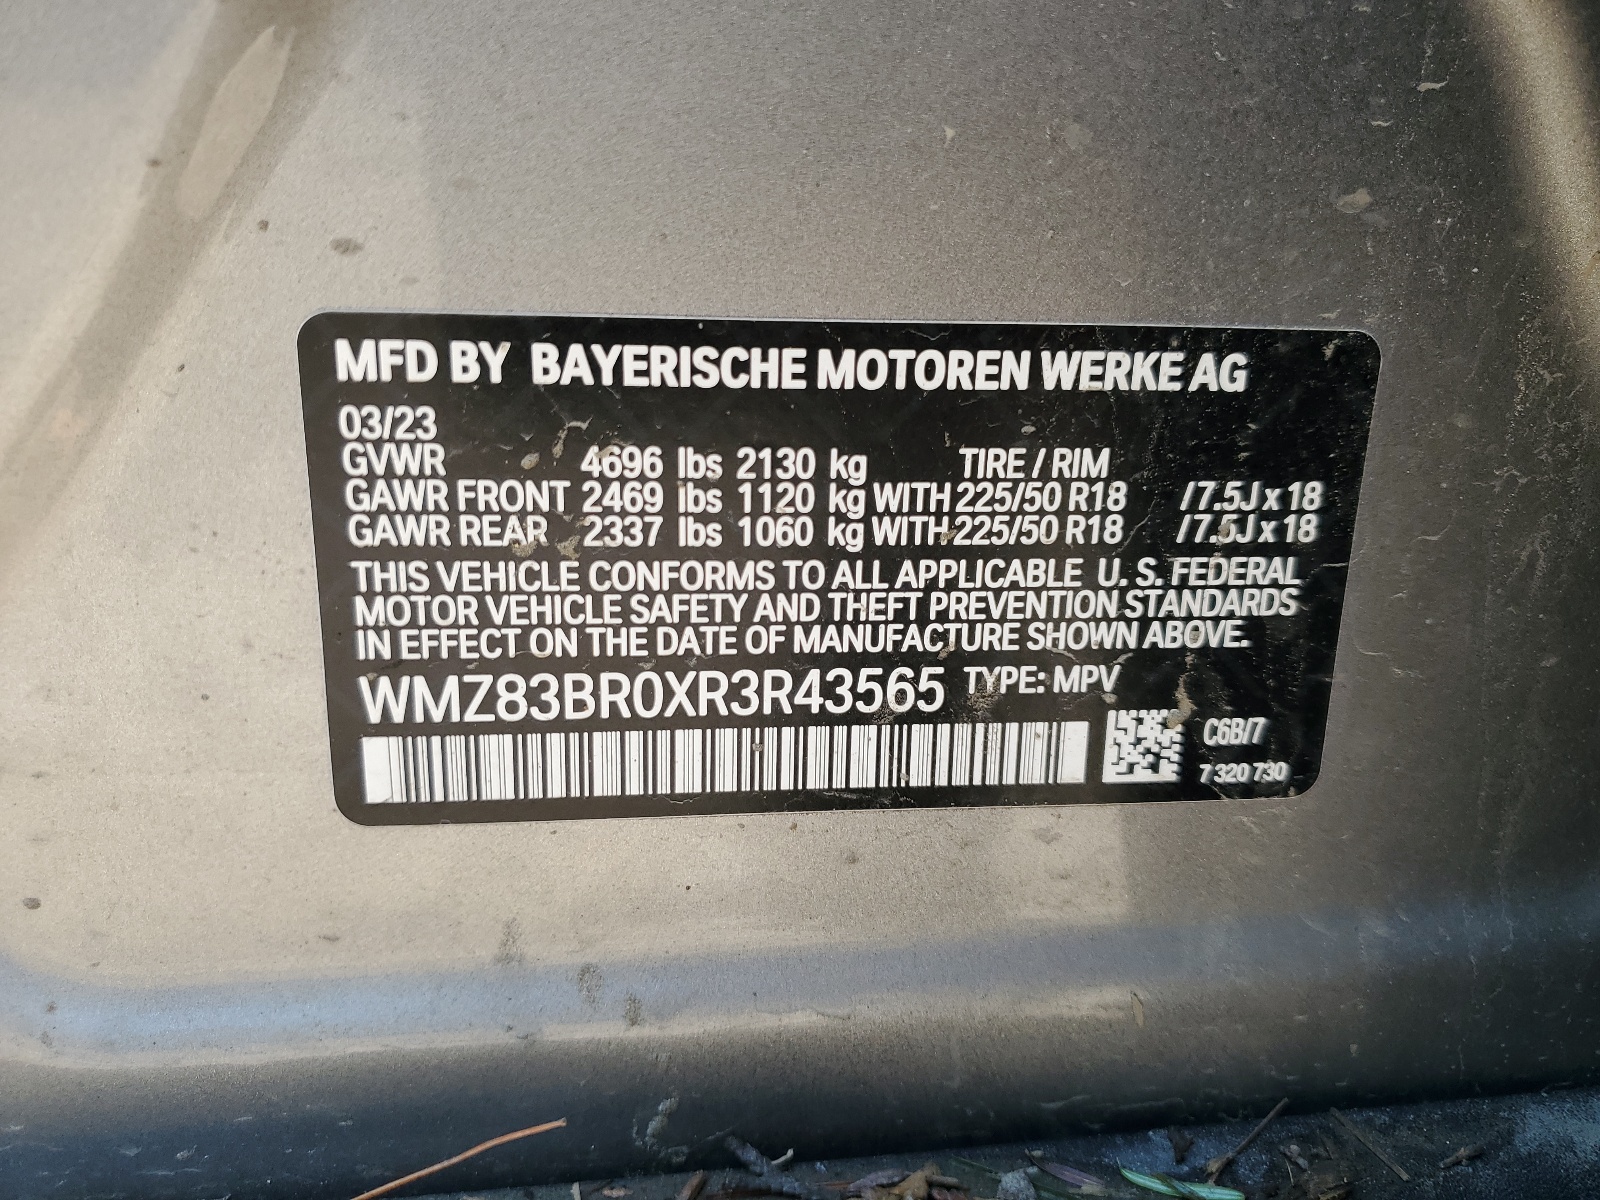 MFD BY BAYERISCHE MOTOREN WERKE AG
03/23
GVWR 4696 lbs 2130 kg TIRE / RIM
GAWR FRONT 2469 lbs 1120 kg WITH 225/50 R18 /7.5J x 18
GAWR REAR 2337 lbs 1060 kg WITH 225/50 R18 /7.5J x 18
THIS VEHICLE CONFORMS TO ALL APPLICABLE U. S. FEDERAL
MOTOR VEHICLE SAFETY AND THEFT PREVENTION STANDARDS
IN EFFECT ON THE DATE OF MANUFACTURE SHOWN ABOVE.
WMZ83BR0XR3R43565 TYPE: MPV
C6B/7
7 320 730